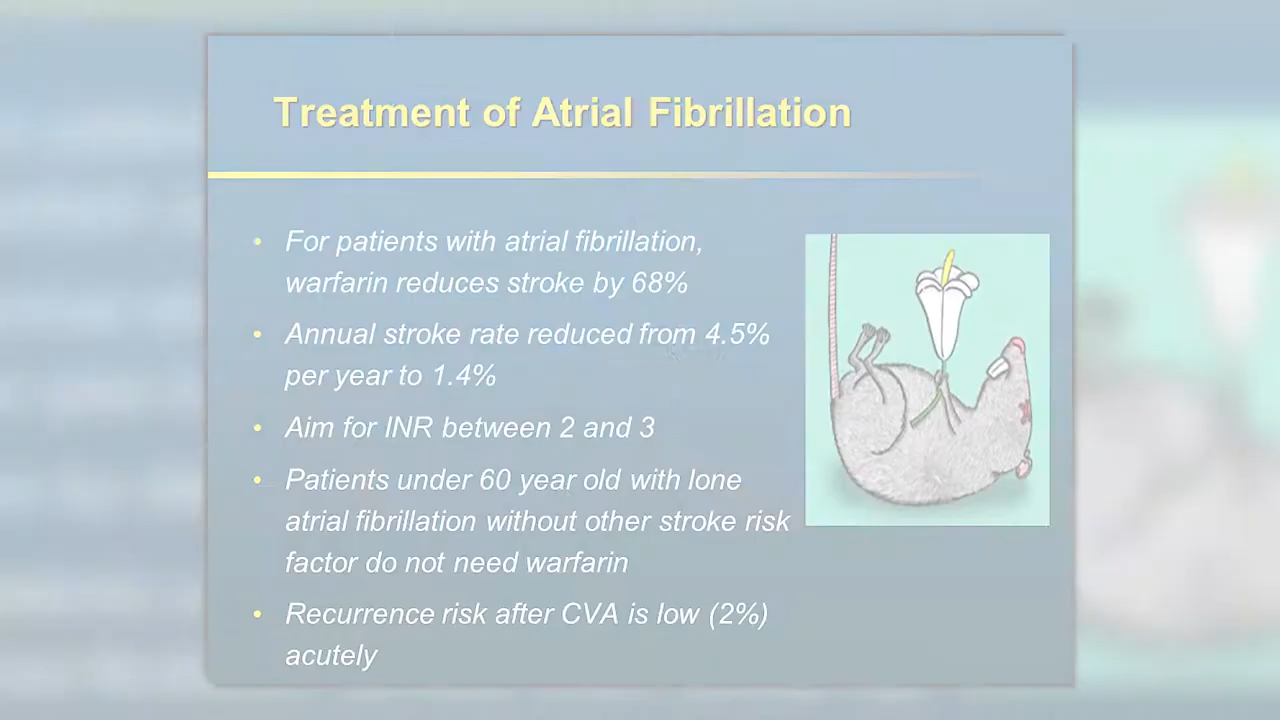 Treatment of Atrial Fibrillation
• For patients with atrial fibrillation,
warfarin reduces stroke by 68%
• Annual stroke rate reduced from 4.5%
per year to 1.4%
• Aim for INR between 2 and 3
• Patients under 60 year old with lone
atrial fibrillation without other stroke risk
factor do not need warfarin
• Recurrence risk after CVA is low (2%)
acutely